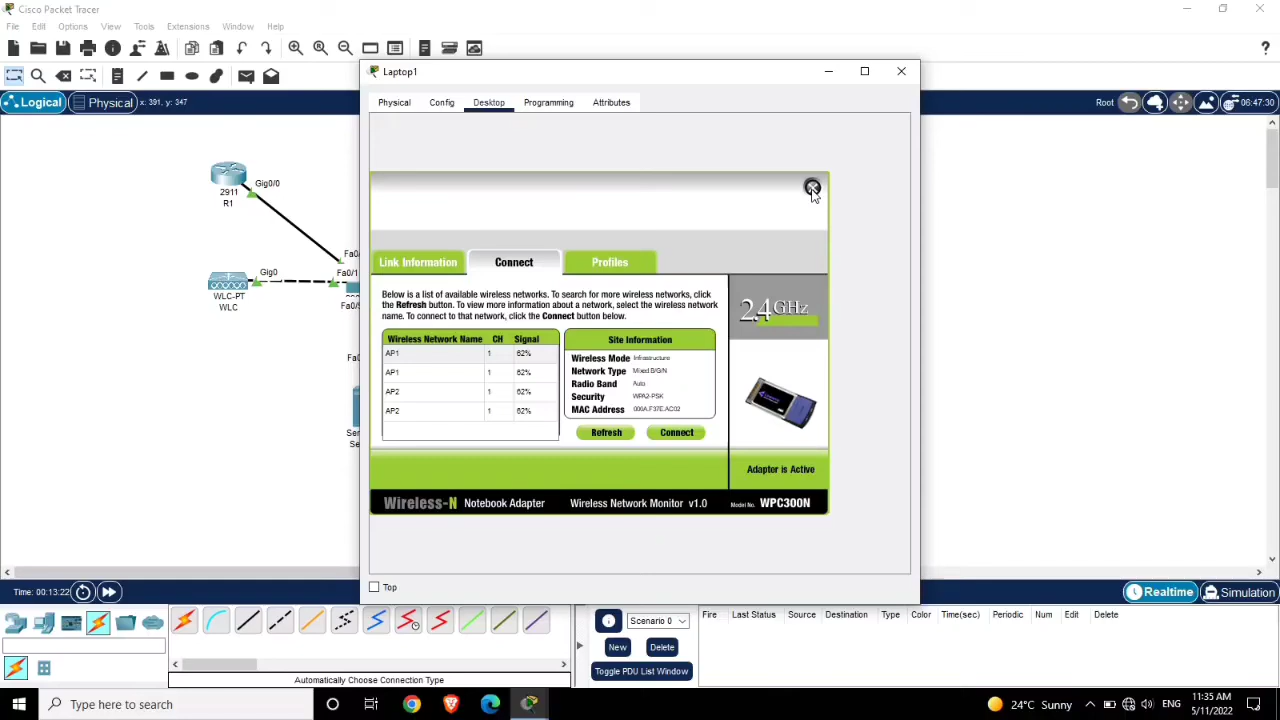 Cisco Packet Tracer
File Edit Options View Tools Extensions Window Help
Logical Physical x: 391, y: 347 Root 06:47:30
Laptop1
Physical Config Desktop Programming Attributes
2911
R1
Gig0/0
Fa0/
WLC-PT
WLC
Gig0
Fa0/1
Fa0/
Fa0/
Ser
Se
Link Information Connect Profiles
Below is a list of available wireless networks. To search for more wireless networks, click
the Refresh button. To view more information about a network, select the wireless network
name. To connect to that network, click the Connect button below.
2.4GHz
Wireless Network Name CH Signal
AP1 1 62%
AP1 1 62%
AP2 1 62%
AP2 1 62%
Site Information
Wireless Mode Infrastructure
Network Type Mixed B/G/N
Radio Band Auto
Security WPA2-PSK
MAC Address 000A.F37E.AC02
Refresh Connect
Adapter is Active
Wireless-N Notebook Adapter Wireless Network Monitor v1.0 Model No. WPC300N
Top
Time: 00:13:22
Realtime Simulation
Scenario 0
New Delete
Toggle PDU List Window
Fire Last Status Source Destination Type Color Time(sec) Periodic Num Edit Delete
Automatically Choose Connection Type
Type here to search
24°C Sunny
ENG
11:35 AM
5/11/2022